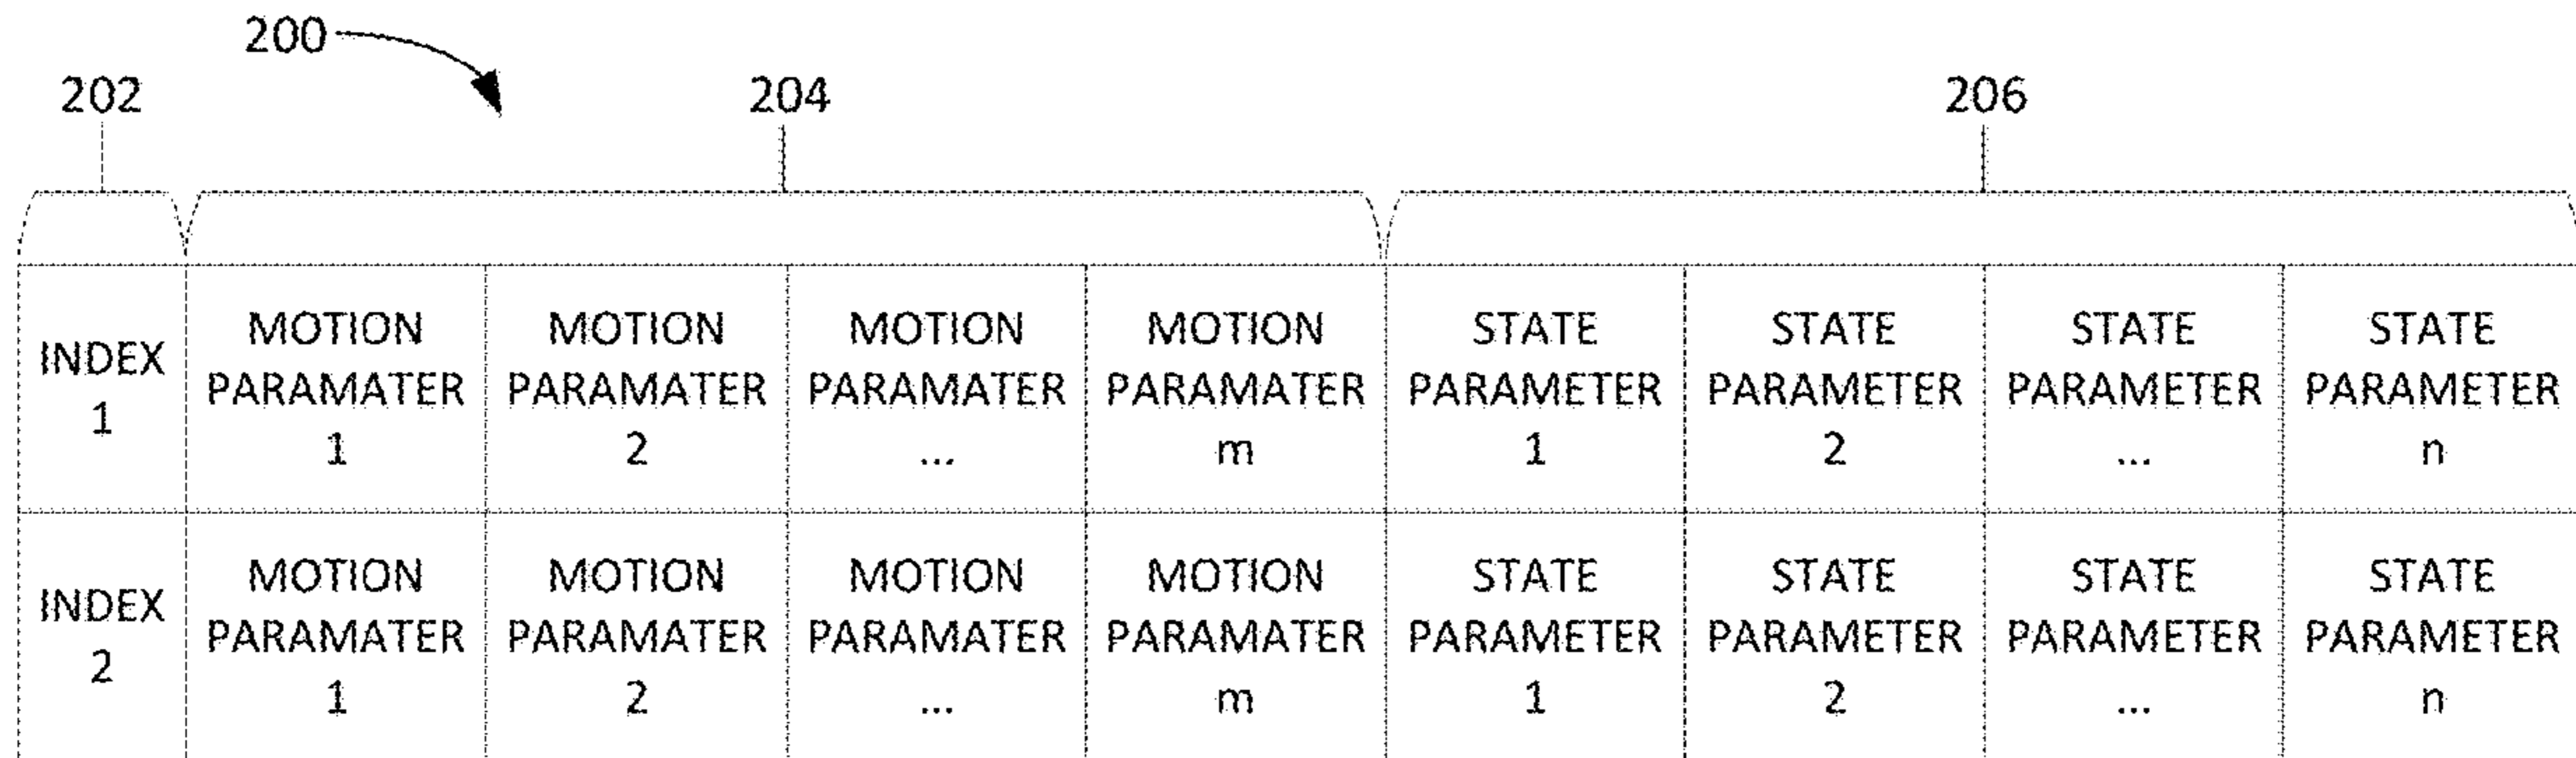 200
202 204 206
INDEX
1
MOTION
PARAMATER
1
MOTION
PARAMATER
2
MOTION
PARAMATER
...
MOTION
PARAMATER
m
STATE
PARAMETER
1
STATE
PARAMETER
2
STATE
PARAMETER
...
STATE
PARAMETER
n
INDEX
2
MOTION
PARAMATER
1
MOTION
PARAMATER
2
MOTION
PARAMATER
...
MOTION
PARAMATER
m
STATE
PARAMETER
1
STATE
PARAMETER
2
STATE
PARAMETER
...
STATE
PARAMETER
n